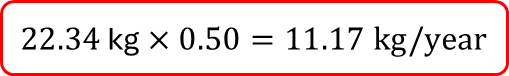 22.34 kg × 0.50 = 11.17 kg/year